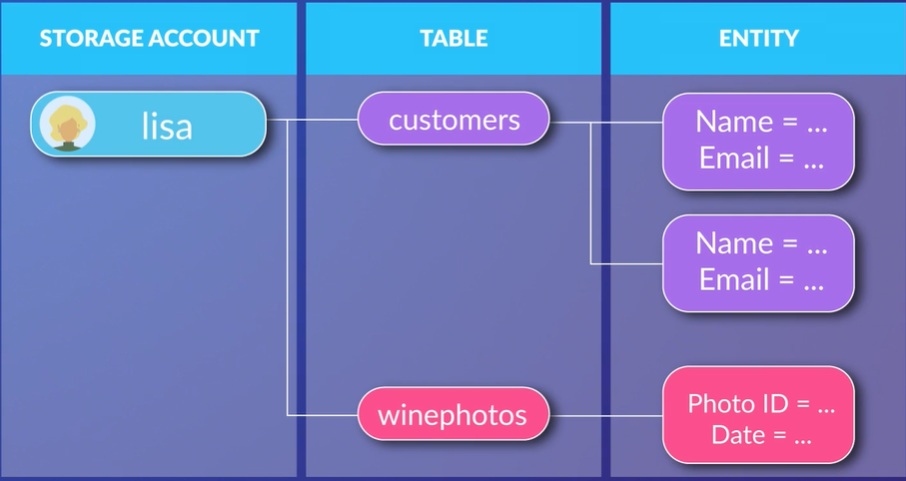 STORAGE ACCOUNT
TABLE
ENTITY
lisa
customers
Name = ...
Email = ...
Name = ...
Email = ...
winephotos
Photo ID = ...
Date = ...